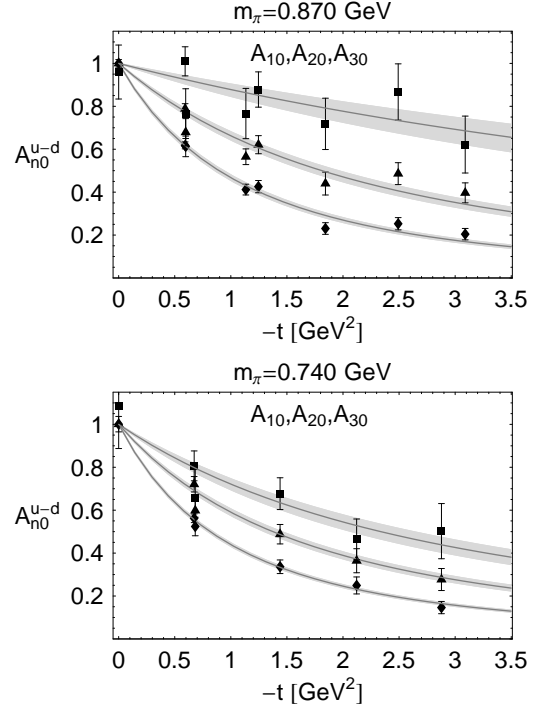 m_π=0.870 GeV
A₁₀,A₂₀,A₃₀
1
0.8
A_{n0}^{u-d} 0.6
0.4
0.2
0 0.5 1 1.5 2 2.5 3 3.5
−t [GeV²]
m_π=0.740 GeV
A₁₀,A₂₀,A₃₀
1
0.8
A_{n0}^{u-d} 0.6
0.4
0.2
0 0.5 1 1.5 2 2.5 3 3.5
−t [GeV²]